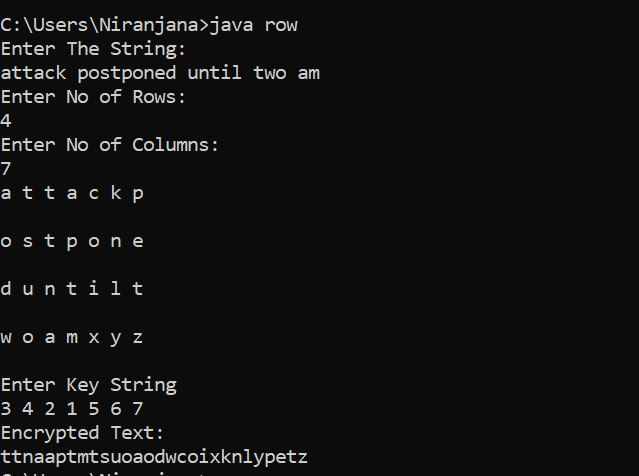 C:\Users\Niranjana>java row
Enter The String:
attack postponed until two am
Enter No of Rows:
4
Enter No of Columns:
7
a t t a c k p
o s t p o n e
d u n t i l t
w o a m x y z
Enter Key String
3 4 2 1 5 6 7
Encrypted Text:
ttnaaptmtsuoaodwcoixknlypetz